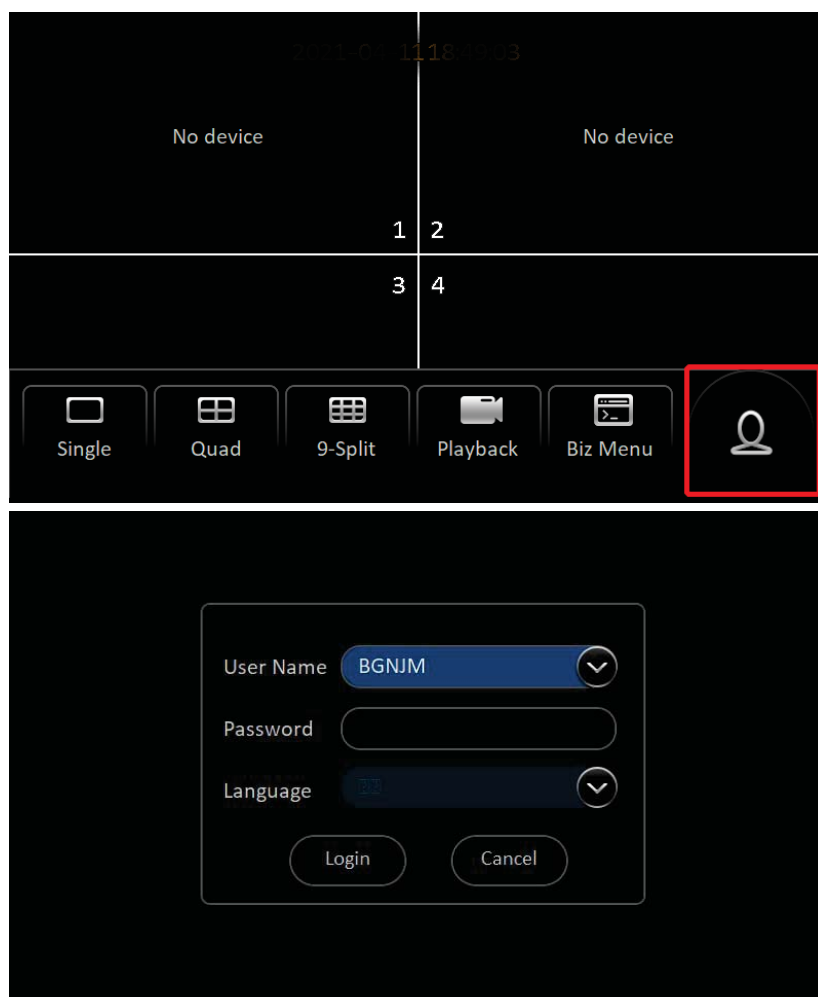 No device No device
1 2
3 4
Single Quad 9-Split Playback Biz Menu
User Name BGNJM
Password
Language
Login Cancel